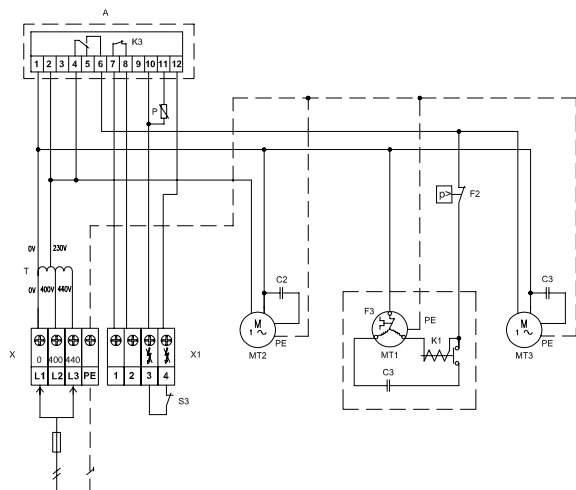 A
K3
1 2 3 4 5 6 7 8 9 10 11 12
P
F2
p>
0V 230V
T
0V 400V 440V
C2
C3
F3
PE
M
1 ~
MT2
PE
MT1
K1
C3
M
1 ~
MT3
PE
X
0 400 440
L1 L2 L3 PE
1 2 3 4
X1
S3